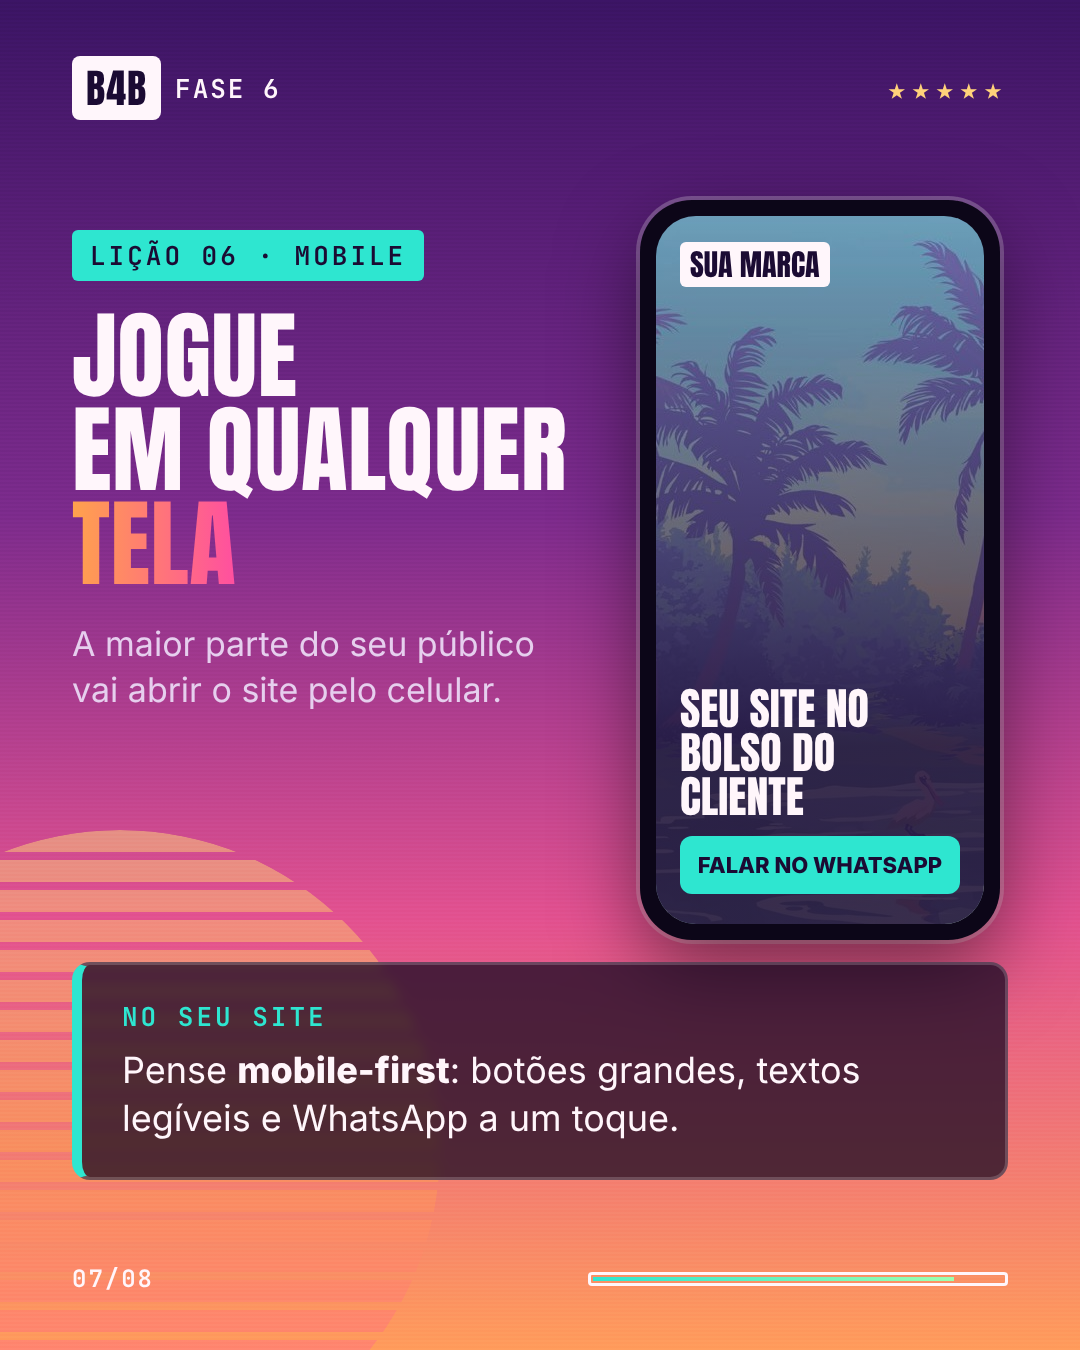 B4B FASE 6
★★★★★
LIÇÃO 06 · MOBILE
JOGUE
EM QUALQUER
TELA
A maior parte do seu público
vai abrir o site pelo celular.
SUA MARCA
SEU SITE NO
BOLSO DO
CLIENTE
FALAR NO WHATSAPP
NO SEU SITE
Pense mobile-first: botões grandes, textos
legíveis e WhatsApp a um toque.
07/08